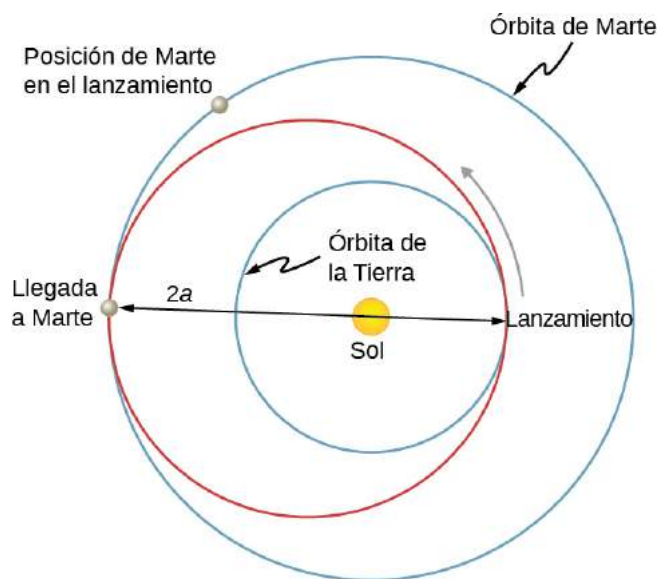 Órbita de Marte
Posición de Marte
en el lanzamiento
Órbita de
la Tierra
Llegada
a Marte
2a
Lanzamiento
Sol